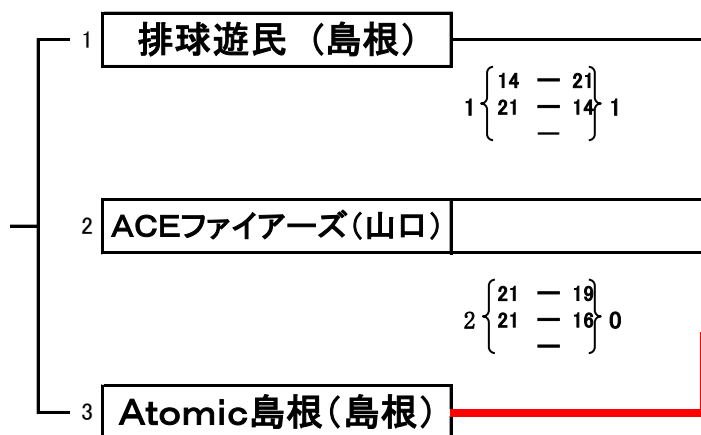 1 排球遊民 (島根)
14 ー 21
1 { 21 ー 14 } 1
ー
2 ACEファイアーズ(山口)
21 ー 19
2 { 21 ー 16 } 0
ー
3 Atomic島根(島根)